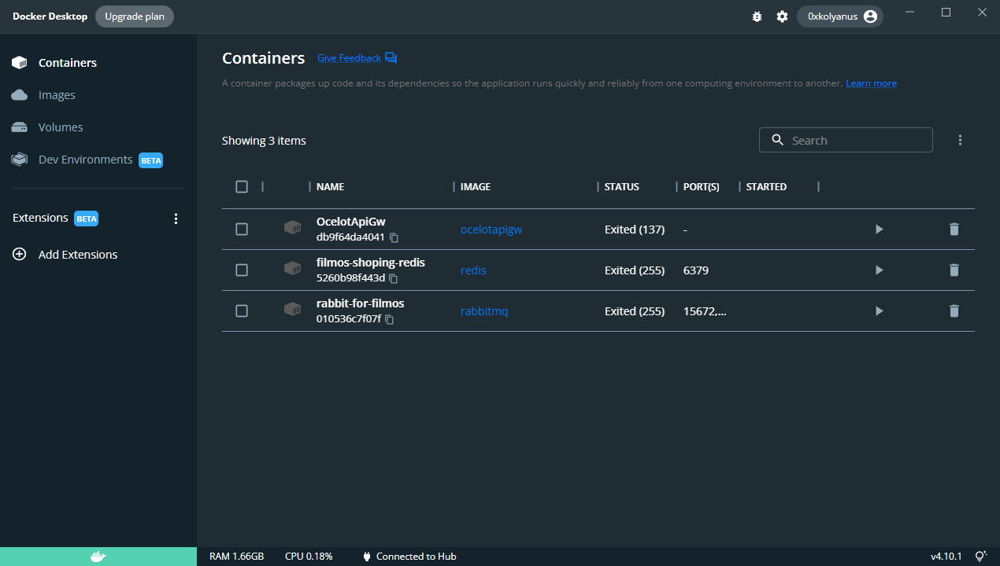 Docker Desktop Upgrade plan 0xkolyanus
Containers
Images
Volumes
Dev Environments BETA
Extensions BETA
Add Extensions
Containers Give Feedback
A container packages up code and its dependencies so the application runs quickly and reliably from one computing environment to another. Learn more
Showing 3 items Search
NAME IMAGE STATUS PORT(S) STARTED
OcelotApiGw
db9f64da4041 ocelotapigw Exited (137) -
filmos-shoping-redis
5260b98f443d redis Exited (255) 6379
rabbit-for-filmos
010536c7f07f rabbitmq Exited (255) 15672,...
RAM 1.66GB CPU 0.18% Connected to Hub v4.10.1